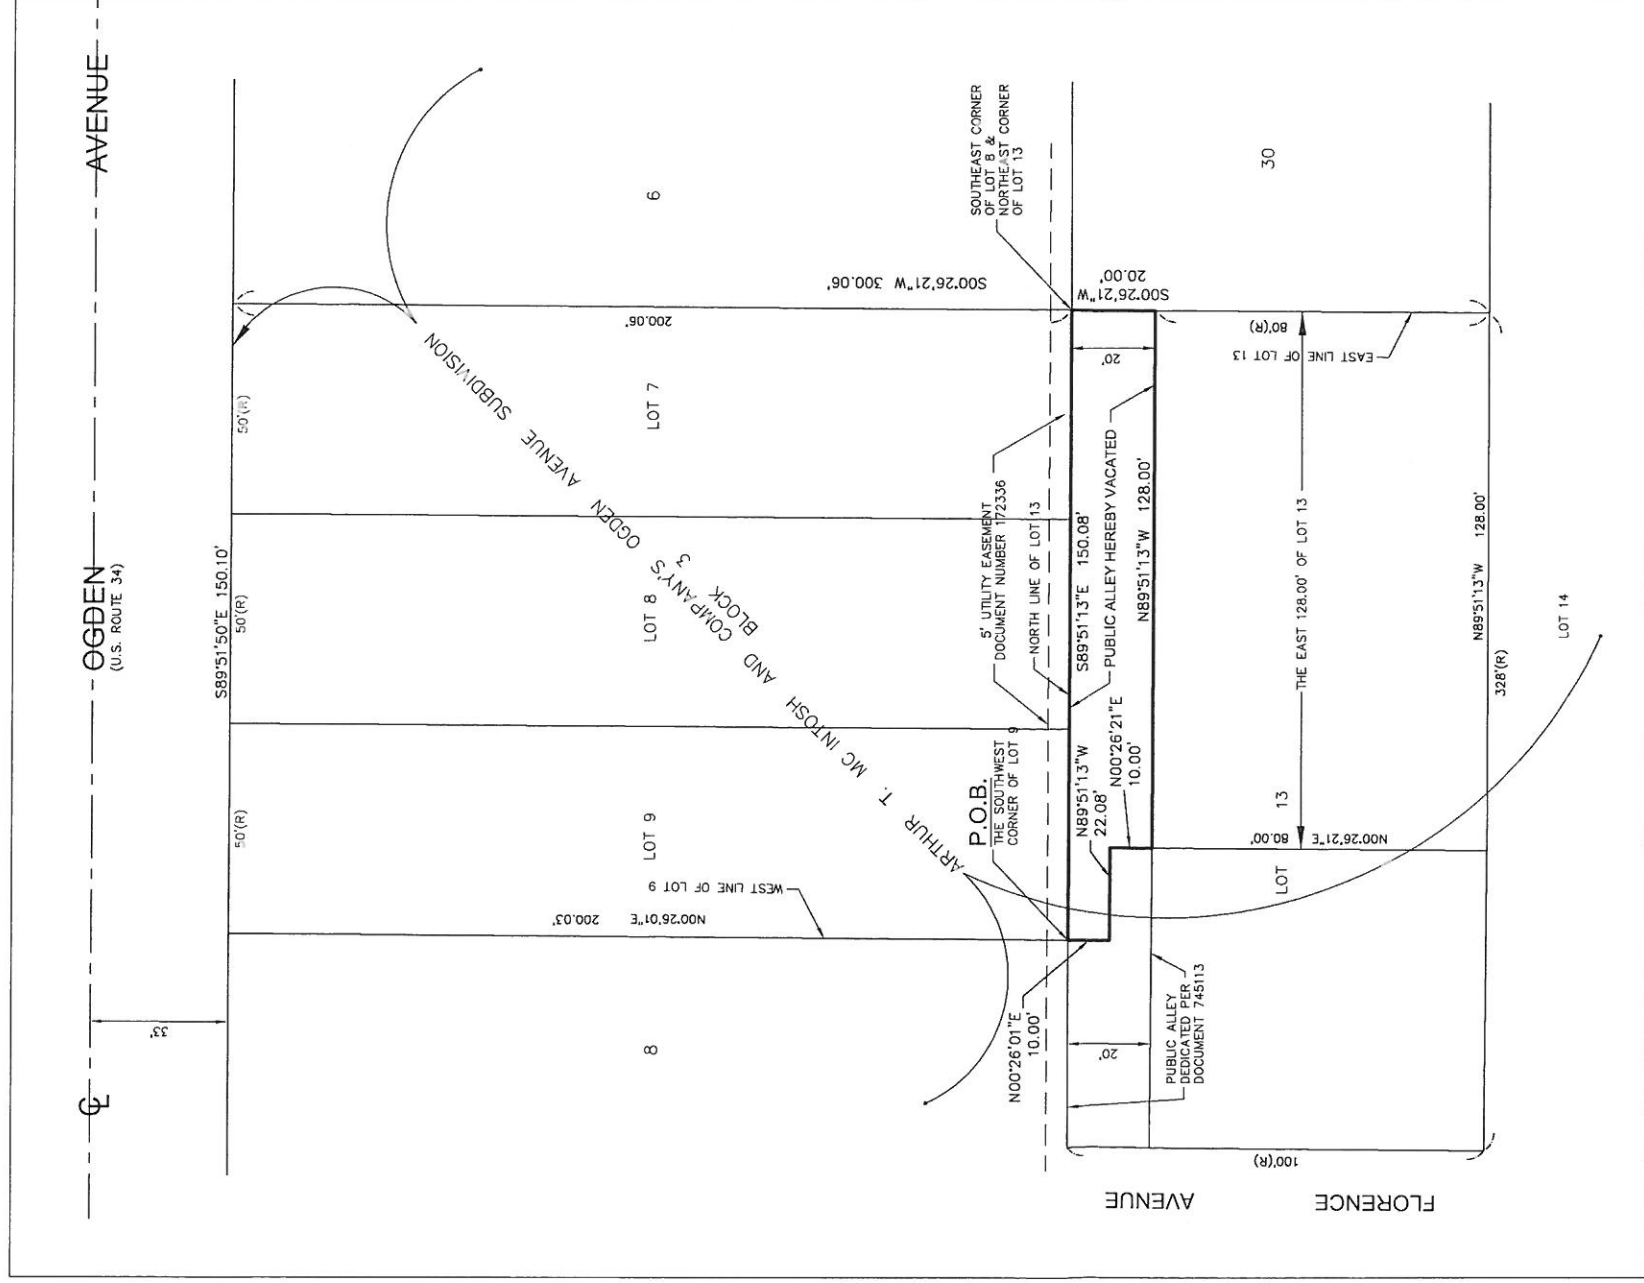 OGDEN AVENUE
(U.S. ROUTE 34)
℄
33'
S89°51'50"E 150.10'
50'(R)
50'(R)
50'(R)
8
N00°26'01"E 200.03'
WEST LINE OF LOT 9
LOT 9
LOT 8
LOT 7
6
200.06'
S00°26'21"W 300.06'
ARTHUR T. MC INTOSH AND COMPANY'S OGDEN AVENUE SUBDIVISION
BLOCK 3
P.O.B.
THE SOUTHWEST
CORNER OF LOT 9
5' UTILITY EASEMENT
DOCUMENT NUMBER 172336
NORTH LINE OF LOT 13
SOUTHEAST CORNER
OF LOT 8 &
NORTHEAST CORNER
OF LOT 13
N00°26'01"E
10.00'
N89°51'13"W
22.08'
N00°26'21"E
10.00'
S89°51'13"E 150.08'
PUBLIC ALLEY HEREBY VACATED
N89°51'13"W 128.00'
20'
S00°26'21"W
20.00'
20'
PUBLIC ALLEY
DEDICATED PER
DOCUMENT 745113
80'(R)
EAST LINE OF LOT 13
THE EAST 128.00' OF LOT 13
N00°26'21"E 80.00'
LOT 13
30
100'(R)
N89°51'13"W 128.00'
328'(R)
LOT 14
FLORENCE AVENUE